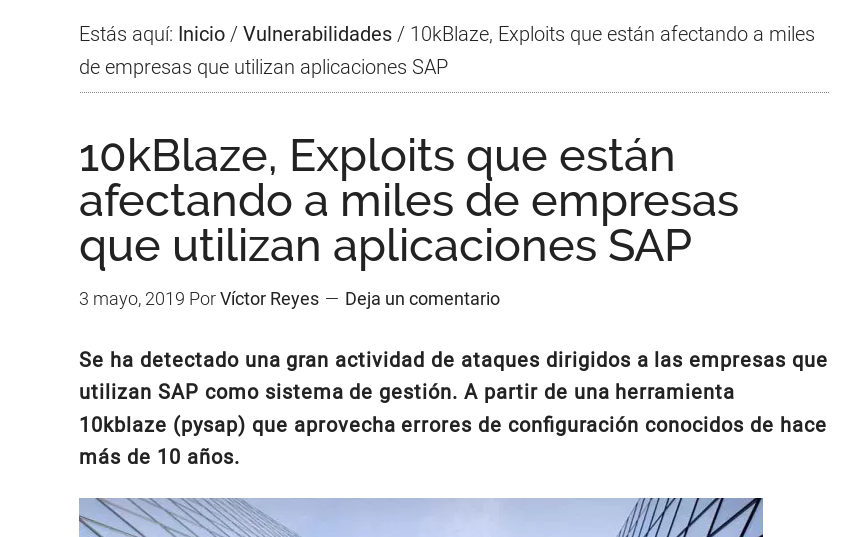 Estás aquí: Inicio / Vulnerabilidades / 10kBlaze, Exploits que están afectando a miles
de empresas que utilizan aplicaciones SAP
10kBlaze, Exploits que están
afectando a miles de empresas
que utilizan aplicaciones SAP
3 mayo, 2019 Por Víctor Reyes — Deja un comentario
Se ha detectado una gran actividad de ataques dirigidos a las empresas que
utilizan SAP como sistema de gestión. A partir de una herramienta
10kblaze (pysap) que aprovecha errores de configuración conocidos de hace
más de 10 años.